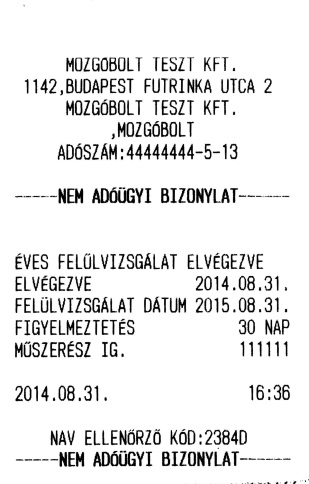 MOZGÓBOLT TESZT KFT.
1142,BUDAPEST FUTRINKA UTCA 2
MOZGÓBOLT TESZT KFT.
,MOZGÓBOLT
ADÓSZÁM:44444444-5-13
-----NEM ADÓÜGYI BIZONYLAT------
ÉVES FELÜLVIZSGÁLAT ELVÉGEZVE
ELVÉGEZVE 2014.08.31.
FELÜLVIZSGÁLAT DÁTUM 2015.08.31.
FIGYELMEZTETÉS 30 NAP
MŰSZERÉSZ IG. 111111
2014.08.31. 16:36
NAV ELLENŐRZŐ KÓD:2384D
-----NEM ADÓÜGYI BIZONYLAT------